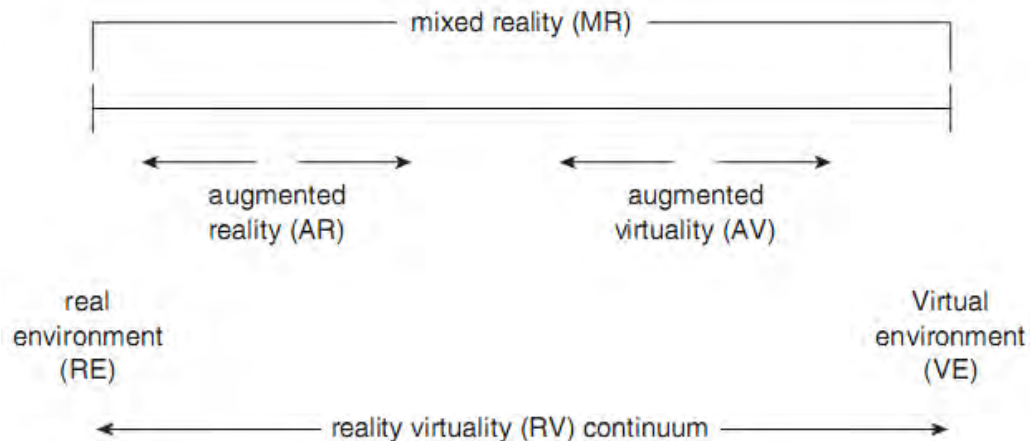 mixed reality (MR)
augmented
reality (AR)
augmented
virtuality (AV)
real
environment
(RE)
Virtual
environment
(VE)
reality virtuality (RV) continuum